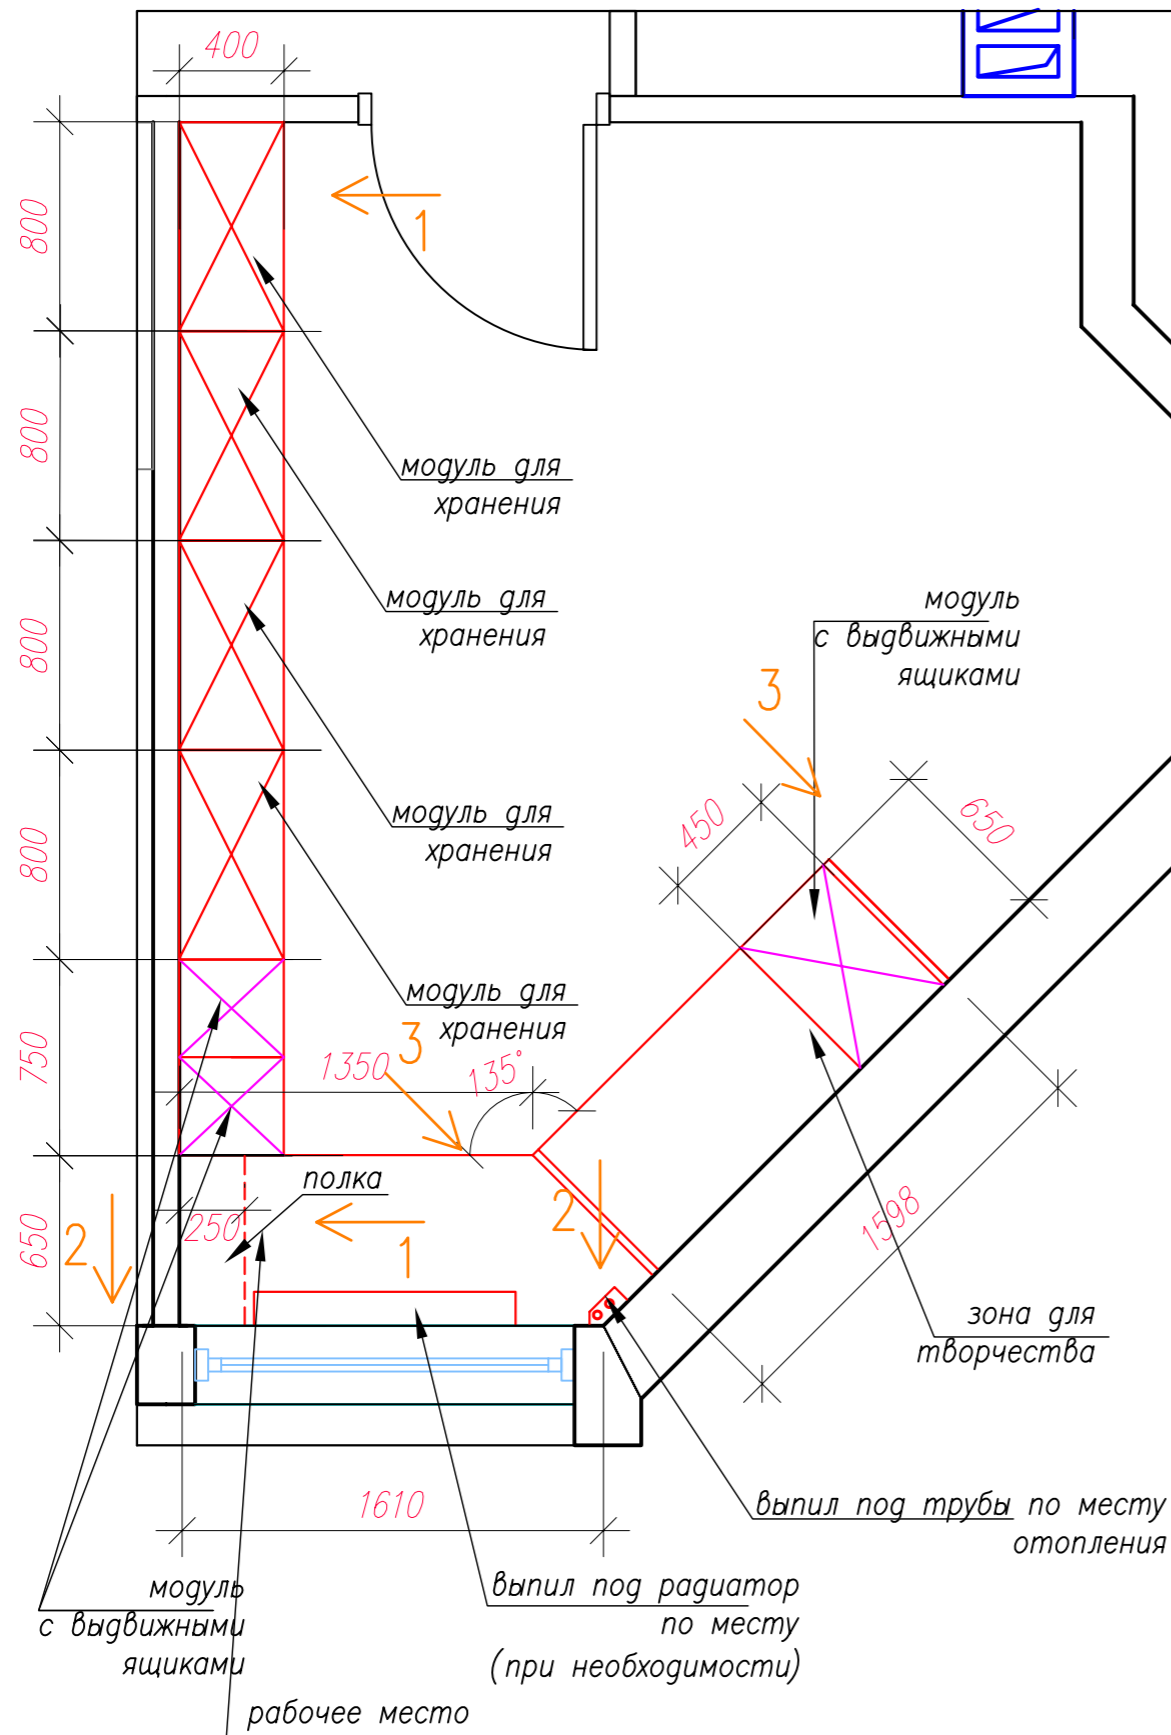 400
800
1
800
модуль для
хранения
модуль для
хранения
модуль
с выдвижными
ящиками
800
3
450
650
800
модуль для
хранения
модуль для
хранения
3
750
1350
135°
полка
250
2
650
1
2
1598
зона для
творчества
1610
выпил под трубы по месту
отопления
модуль
с выдвижными
ящиками
выпил под радиатор
по месту
(при необходимости)
рабочее место